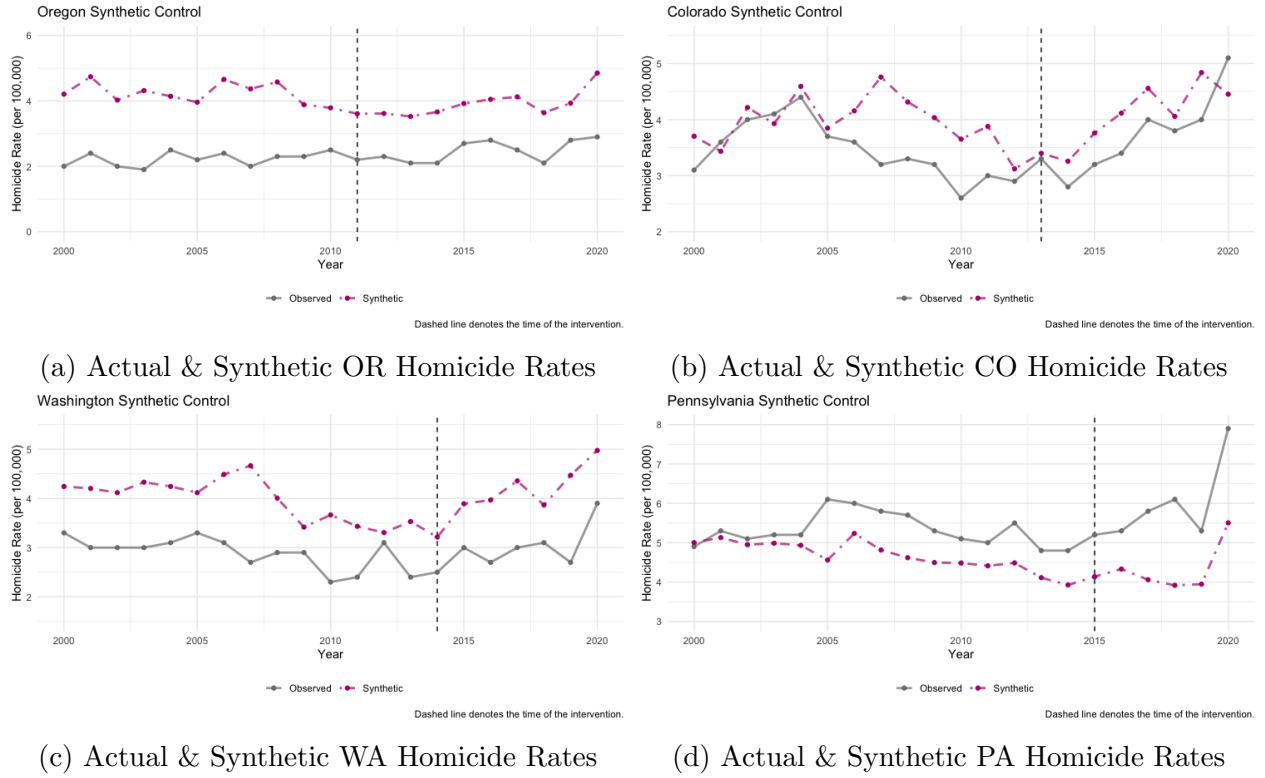 Oregon Synthetic Control
Homicide Rate (per 100,000)
6
4
2
0
2000 2005 2010 2015 2020
Year
Observed Synthetic
Dashed line denotes the time of the intervention.
(a) Actual & Synthetic OR Homicide Rates
Colorado Synthetic Control
Homicide Rate (per 100,000)
5
4
3
2
2000 2005 2010 2015 2020
Year
Observed Synthetic
Dashed line denotes the time of the intervention.
(b) Actual & Synthetic CO Homicide Rates
Washington Synthetic Control
Homicide Rate (per 100,000)
5
4
3
2
2000 2005 2010 2015 2020
Year
Observed Synthetic
Dashed line denotes the time of the intervention.
(c) Actual & Synthetic WA Homicide Rates
Pennsylvania Synthetic Control
Homicide Rate (per 100,000)
8
7
6
5
4
3
2000 2005 2010 2015 2020
Year
Observed Synthetic
Dashed line denotes the time of the intervention.
(d) Actual & Synthetic PA Homicide Rates